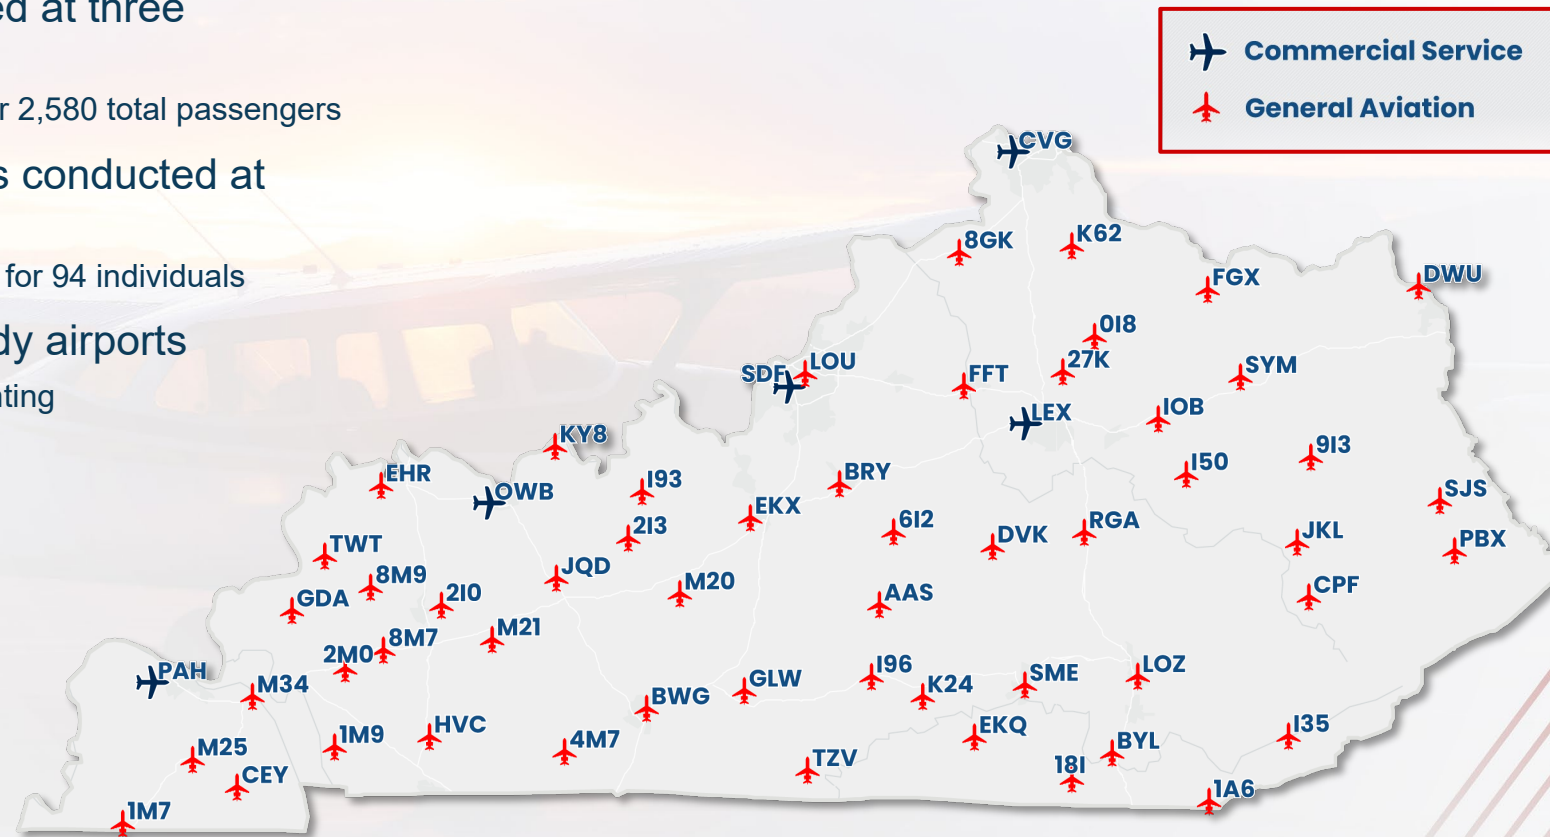 ed at three
r 2,580 total passengers
s conducted at
for 94 individuals
dy airports
ting
Commercial Service
General Aviation
CVG
8GK
K62
FGX
DWU
0I8
SDF
LOU
FFT
27K
SYM
LEX
IOB
KY8
9I3
EHR
OWB
I93
BRY
I50
SJS
EKX
2I3
6I2
DVK
RGA
JKL
PBX
TWT
8M9
JQD
M20
GDA
2I0
AAS
CPF
M21
8M7
2M0
PAH
M34
BWG
GLW
I96
K24
SME
LOZ
1M9
HVC
4M7
EKQ
BYL
I35
M25
CEY
TZV
18I
1A6
1M7